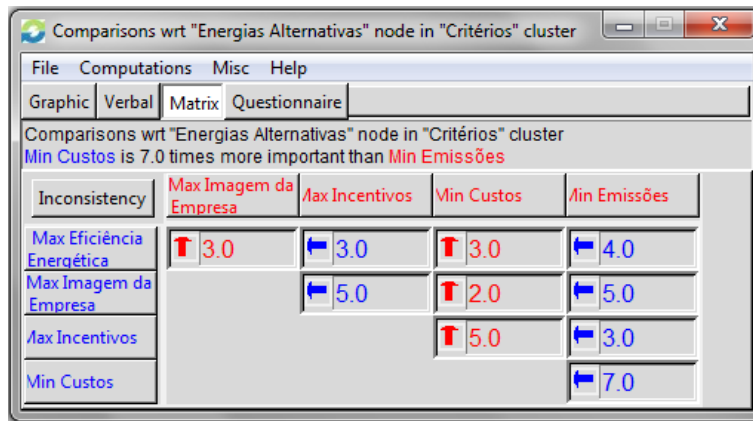 Comparisons wrt "Energias Alternativas" node in "Critérios" cluster
File Computations Misc Help
Graphic Verbal Matrix Questionnaire
Comparisons wrt "Energias Alternativas" node in "Critérios" cluster
Min Custos is 7.0 times more important than Min Emissões
Inconsistency Max Imagem da Empresa Max Incentivos Min Custos Min Emissões
Max Eficiência Energética 3.0 3.0 3.0 4.0
Max Imagem da Empresa 5.0 2.0 5.0
Max Incentivos 5.0 3.0
Min Custos 7.0